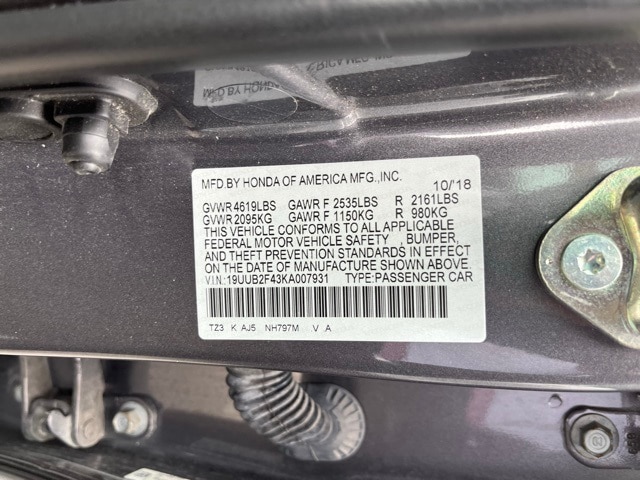 MFD.BY HONDA OF AMERICA MFG.,INC. 10/'18
GVWR 4619LBS GAWR F 2535LBS R 2161LBS
GVWR 2095KG GAWR F 1150KG R 980KG
THIS VEHICLE CONFORMS TO ALL APPLICABLE
FEDERAL MOTOR VEHICLE SAFETY , BUMPER,
AND THEFT PREVENTION STANDARDS IN EFFECT
ON THE DATE OF MANUFACTURE SHOWN ABOVE.
V.I.N.:19UUB2F43KA007931 TYPE:PASSENGER CAR
TZ3 K AJ5 NH797M .V .A